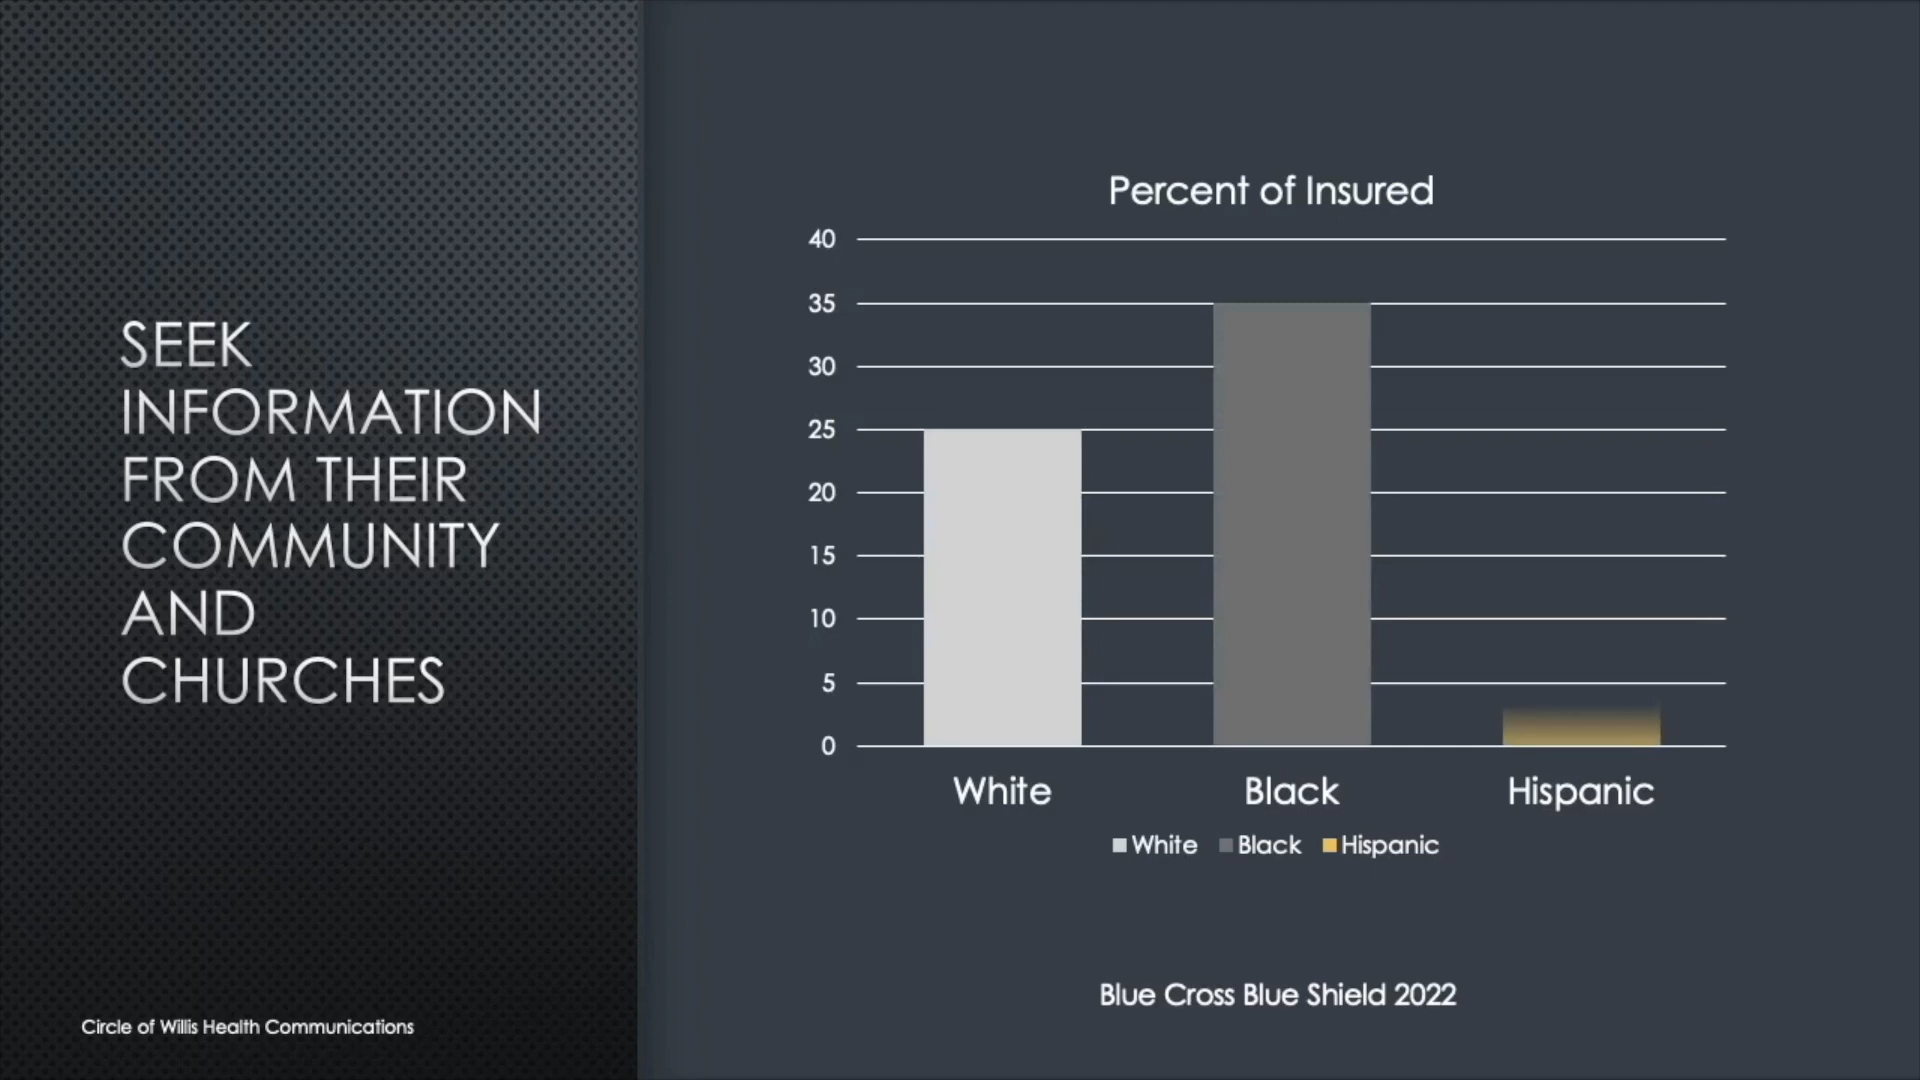 SEEK
INFORMATION
FROM THEIR
COMMUNITY
AND
CHURCHES
Circle of Willis Health Communications
Percent of Insured
40
35
30
25
20
15
10
5
0
White Black Hispanic
White Black Hispanic
Blue Cross Blue Shield 2022